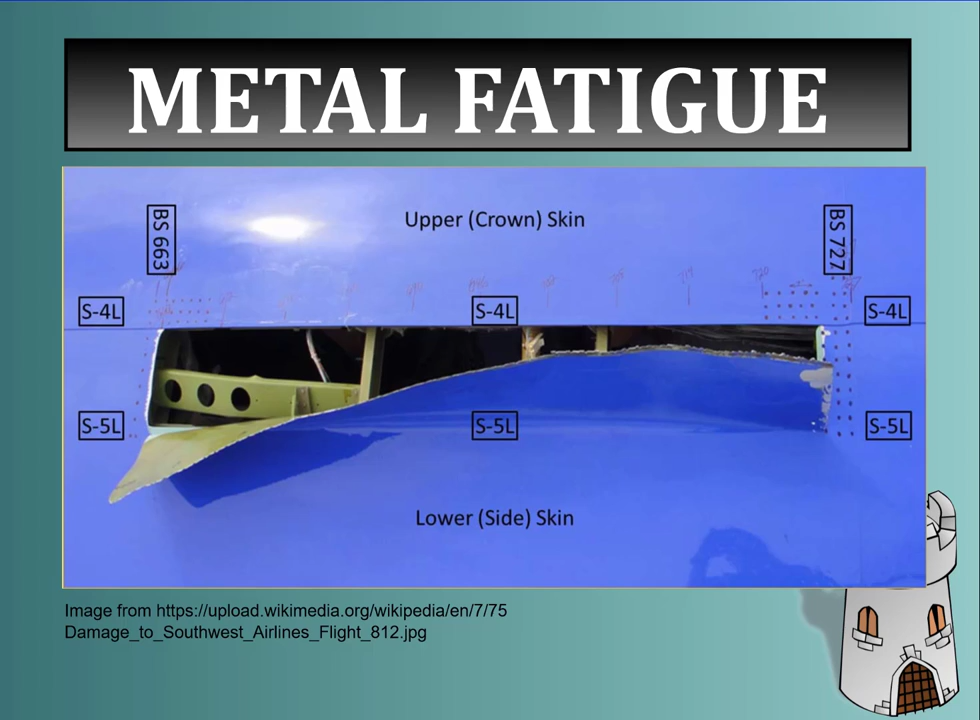 METAL FATIGUE
BS 663
Upper (Crown) Skin
BS 727
S-4L
S-4L
S-4L
S-5L
S-5L
S-5L
Lower (Side) Skin
Image from https://upload.wikimedia.org/wikipedia/en/7/75
Damage_to_Southwest_Airlines_Flight_812.jpg